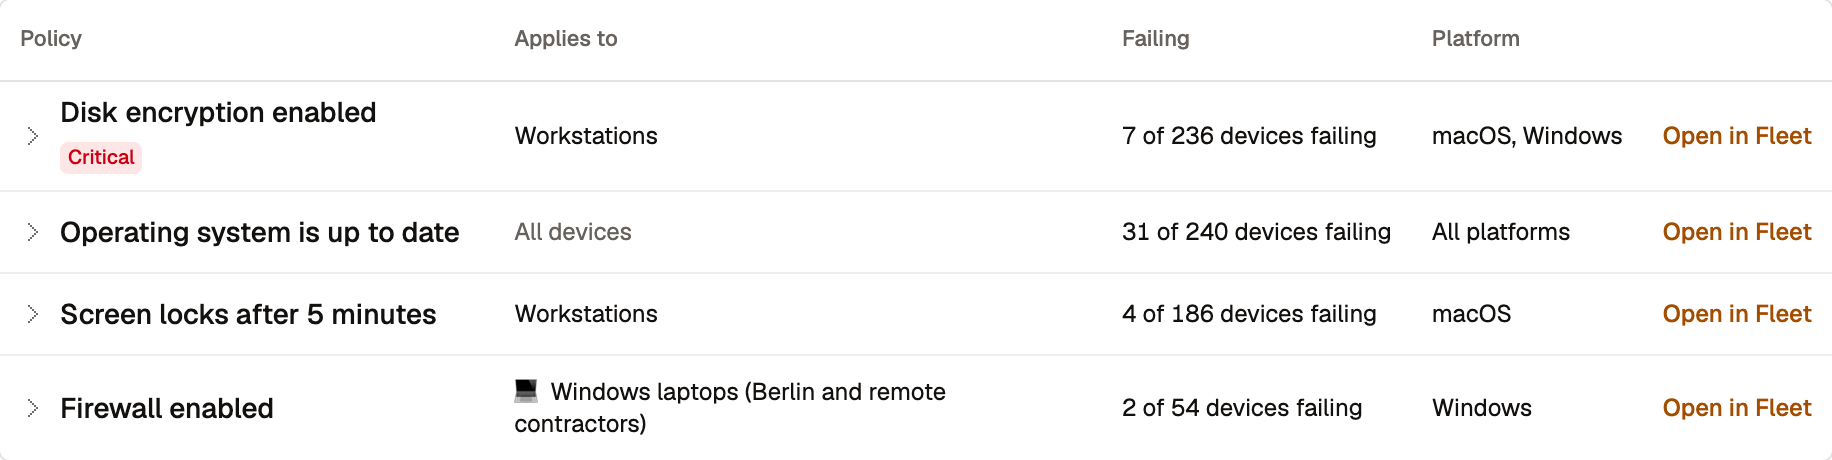 Policy Applies to Failing Platform
Disk encryption enabled
Critical
Workstations
7 of 236 devices failing
macOS, Windows
Open in Fleet
Operating system is up to date
All devices
31 of 240 devices failing
All platforms
Open in Fleet
Screen locks after 5 minutes
Workstations
4 of 186 devices failing
macOS
Open in Fleet
Firewall enabled
💻 Windows laptops (Berlin and remote
contractors)
2 of 54 devices failing
Windows
Open in Fleet